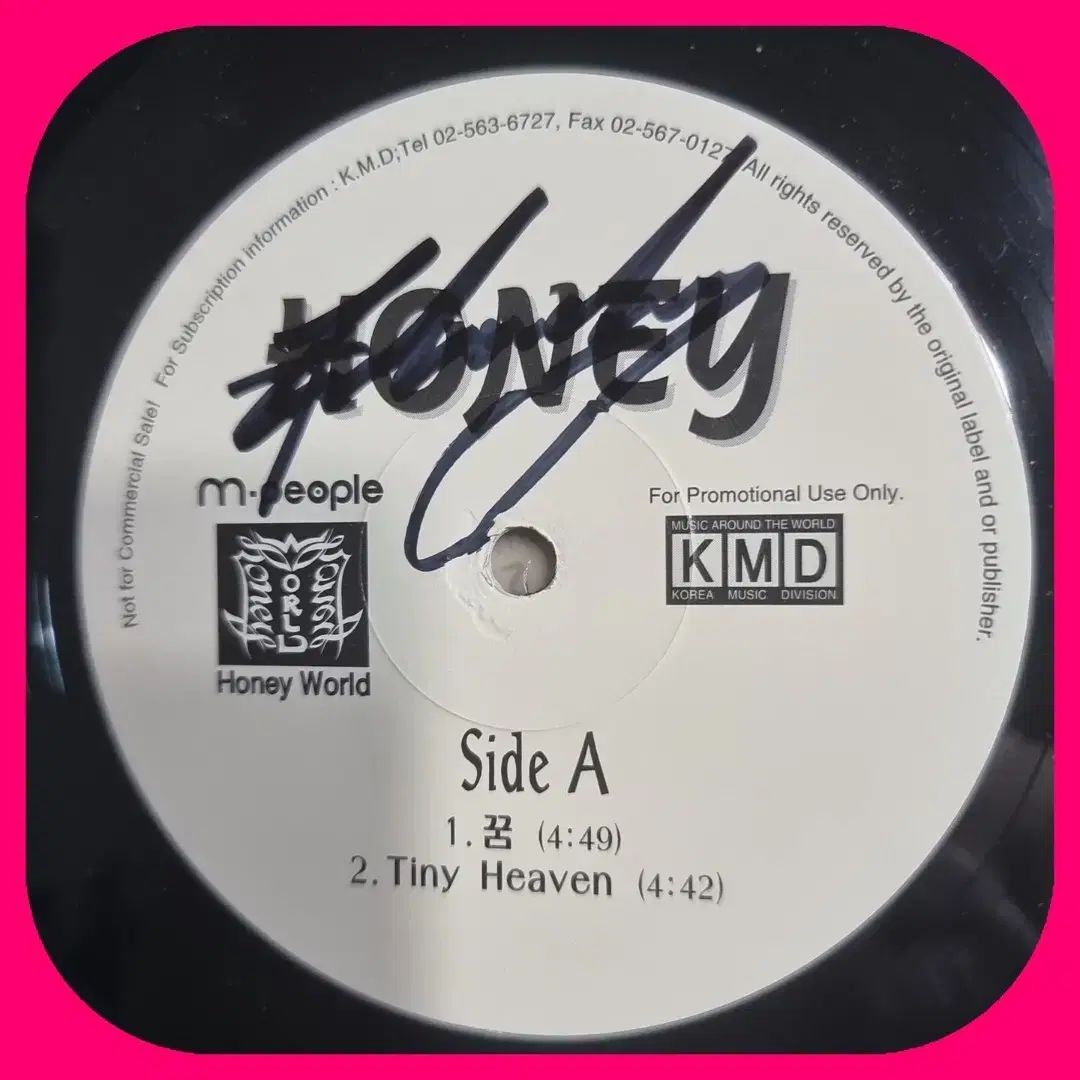 Not for Commercial Sale! For Subscription information : K.M.D;Tel 02-563-6727, Fax 02-567-0127 All rights reserved by the original label and or publisher.
HONEY
m·people
Honey World
For Promotional Use Only.
MUSIC AROUND THE WORLD
KMD
KOREA MUSIC DIVISION
Side A
1.꿈 (4:49)
2.Tiny Heaven (4:42)